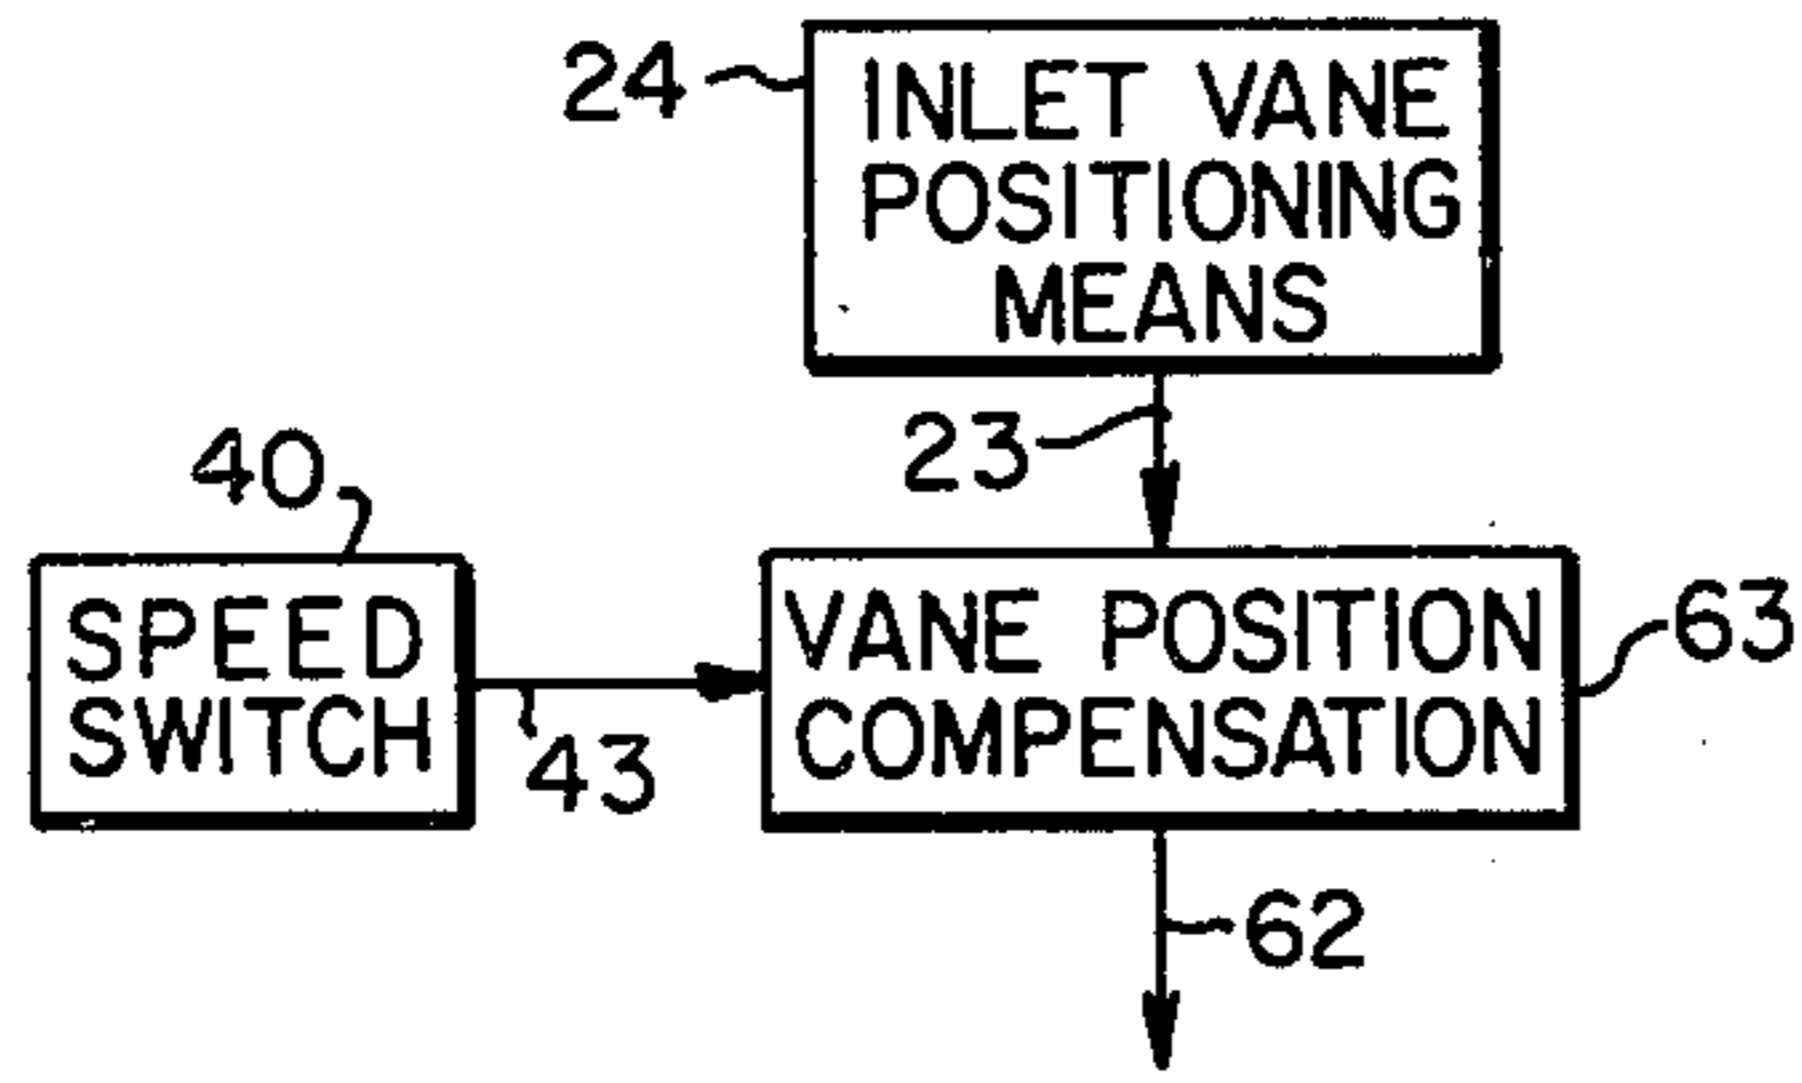 24
INLET VANE
POSITIONING
MEANS
23
40
SPEED
SWITCH
43
VANE POSITION
COMPENSATION
63
62